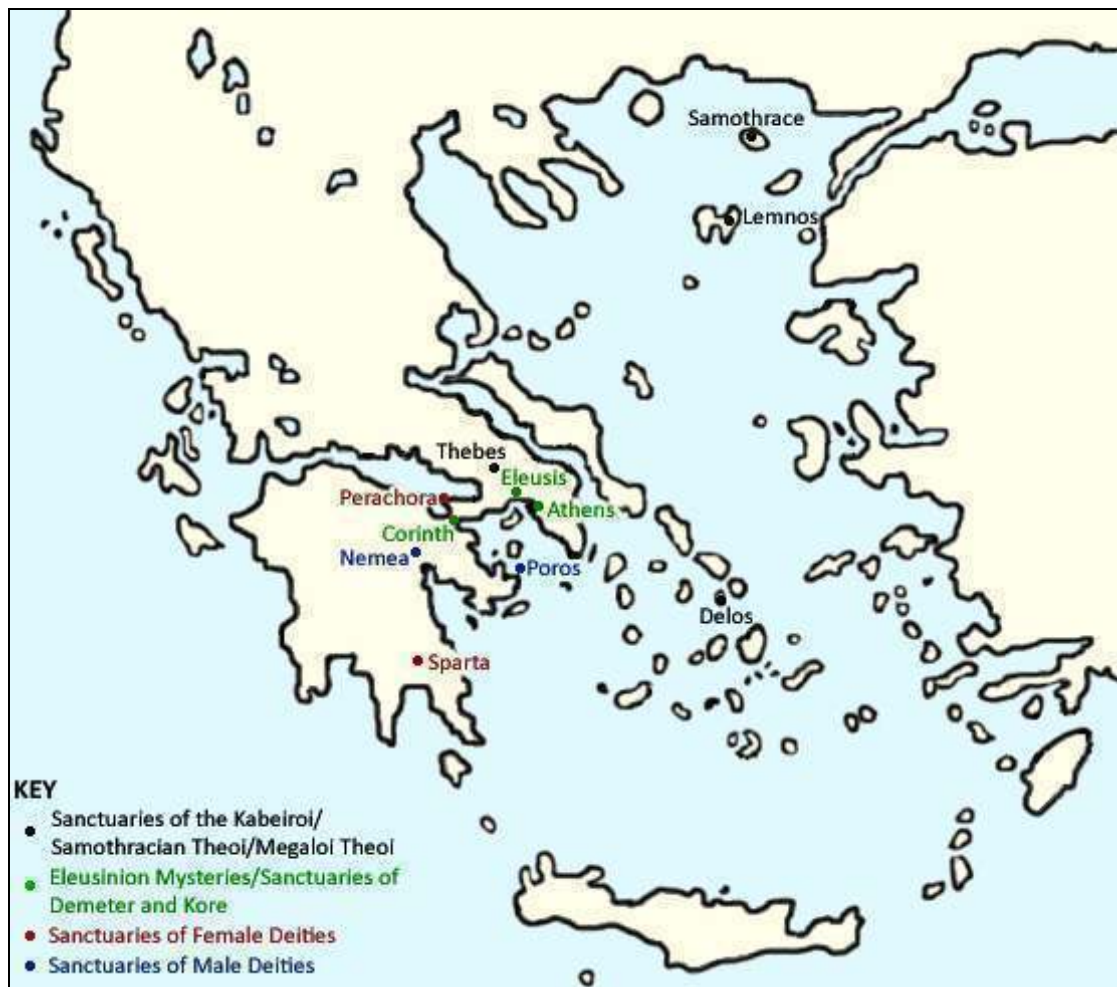 Samothrace
Lemnos
Thebes
Eleusis
Perachora
Athens
Corinth
Nemea
Poros
Delos
Sparta
KEY
Sanctuaries of the Kabeiroi/
Samothracian Theoi/Megaloi Theoi
Eleusinion Mysteries/Sanctuaries of
Demeter and Kore
Sanctuaries of Female Deities
Sanctuaries of Male Deities